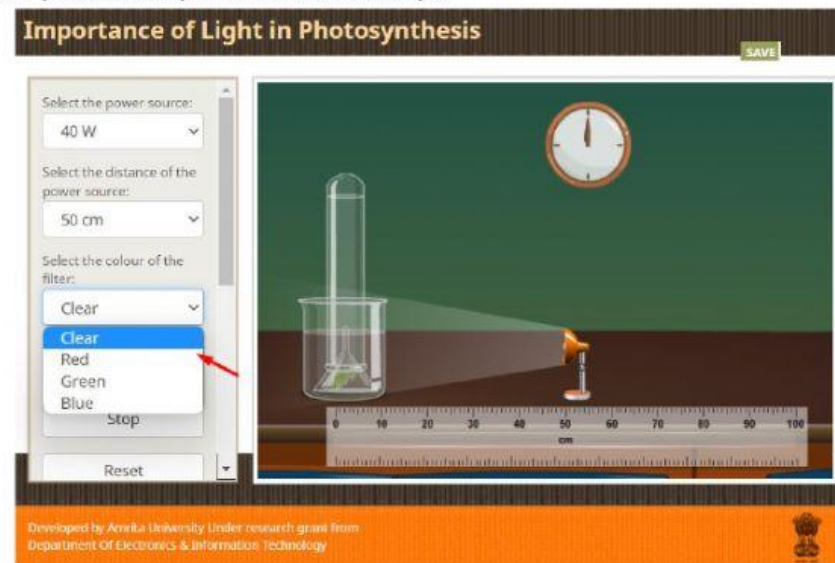 Importance of Light in Photosynthesis
SAVE
Select the power source:
40 W
Select the distance of the
power source:
50 cm
Select the colour of the
filter:
Clear
Clear
Red
Green
Blue
Stop
Reset
0 10 20 30 40 50 60 70 80 90 100
cm
Developed by Amrita University Under research grant from
Department Of Electronics & Information Technology